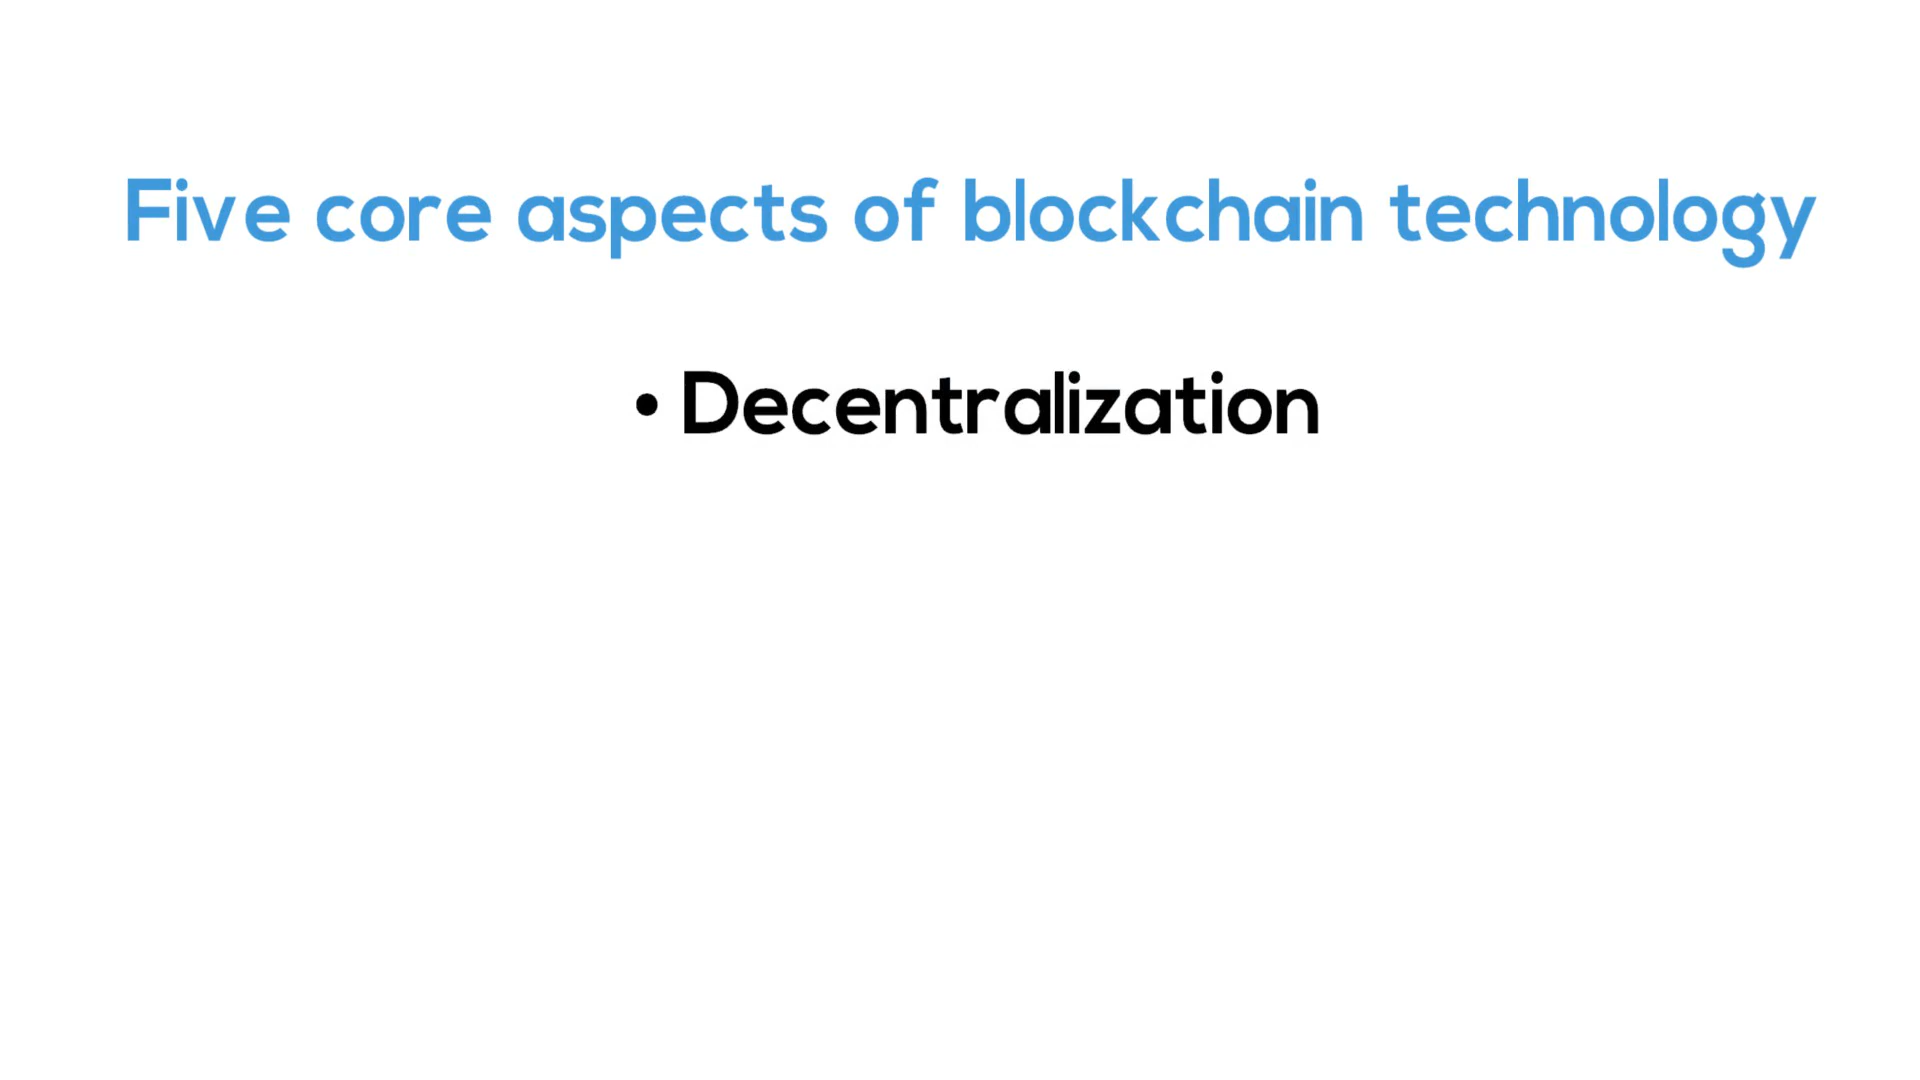 Five core aspects of blockchain technology
• Decentralization